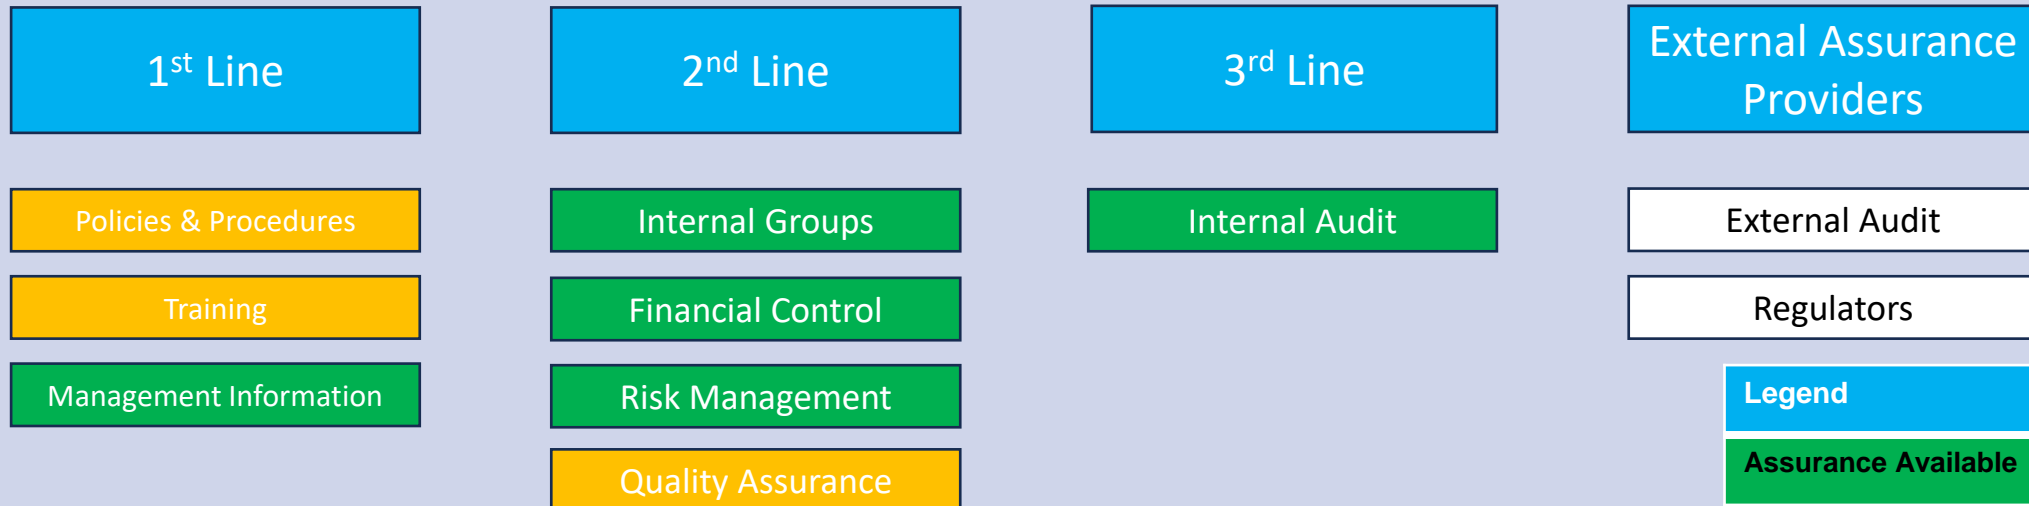 1st Line
Policies & Procedures
Training
Management Information
2nd Line
Internal Groups
Financial Control
Risk Management
Quality Assurance
3rd Line
Internal Audit
External Assurance
Providers
External Audit
Regulators
Legend
Assurance Available